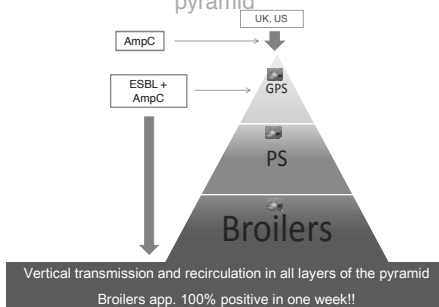 pyramid
UK, US
AmpC
ESBL +
AmpC
GPS
PS
Broilers
Vertical transmission and recirculation in all layers of the pyramid
Broilers app. 100% positive in one week!!